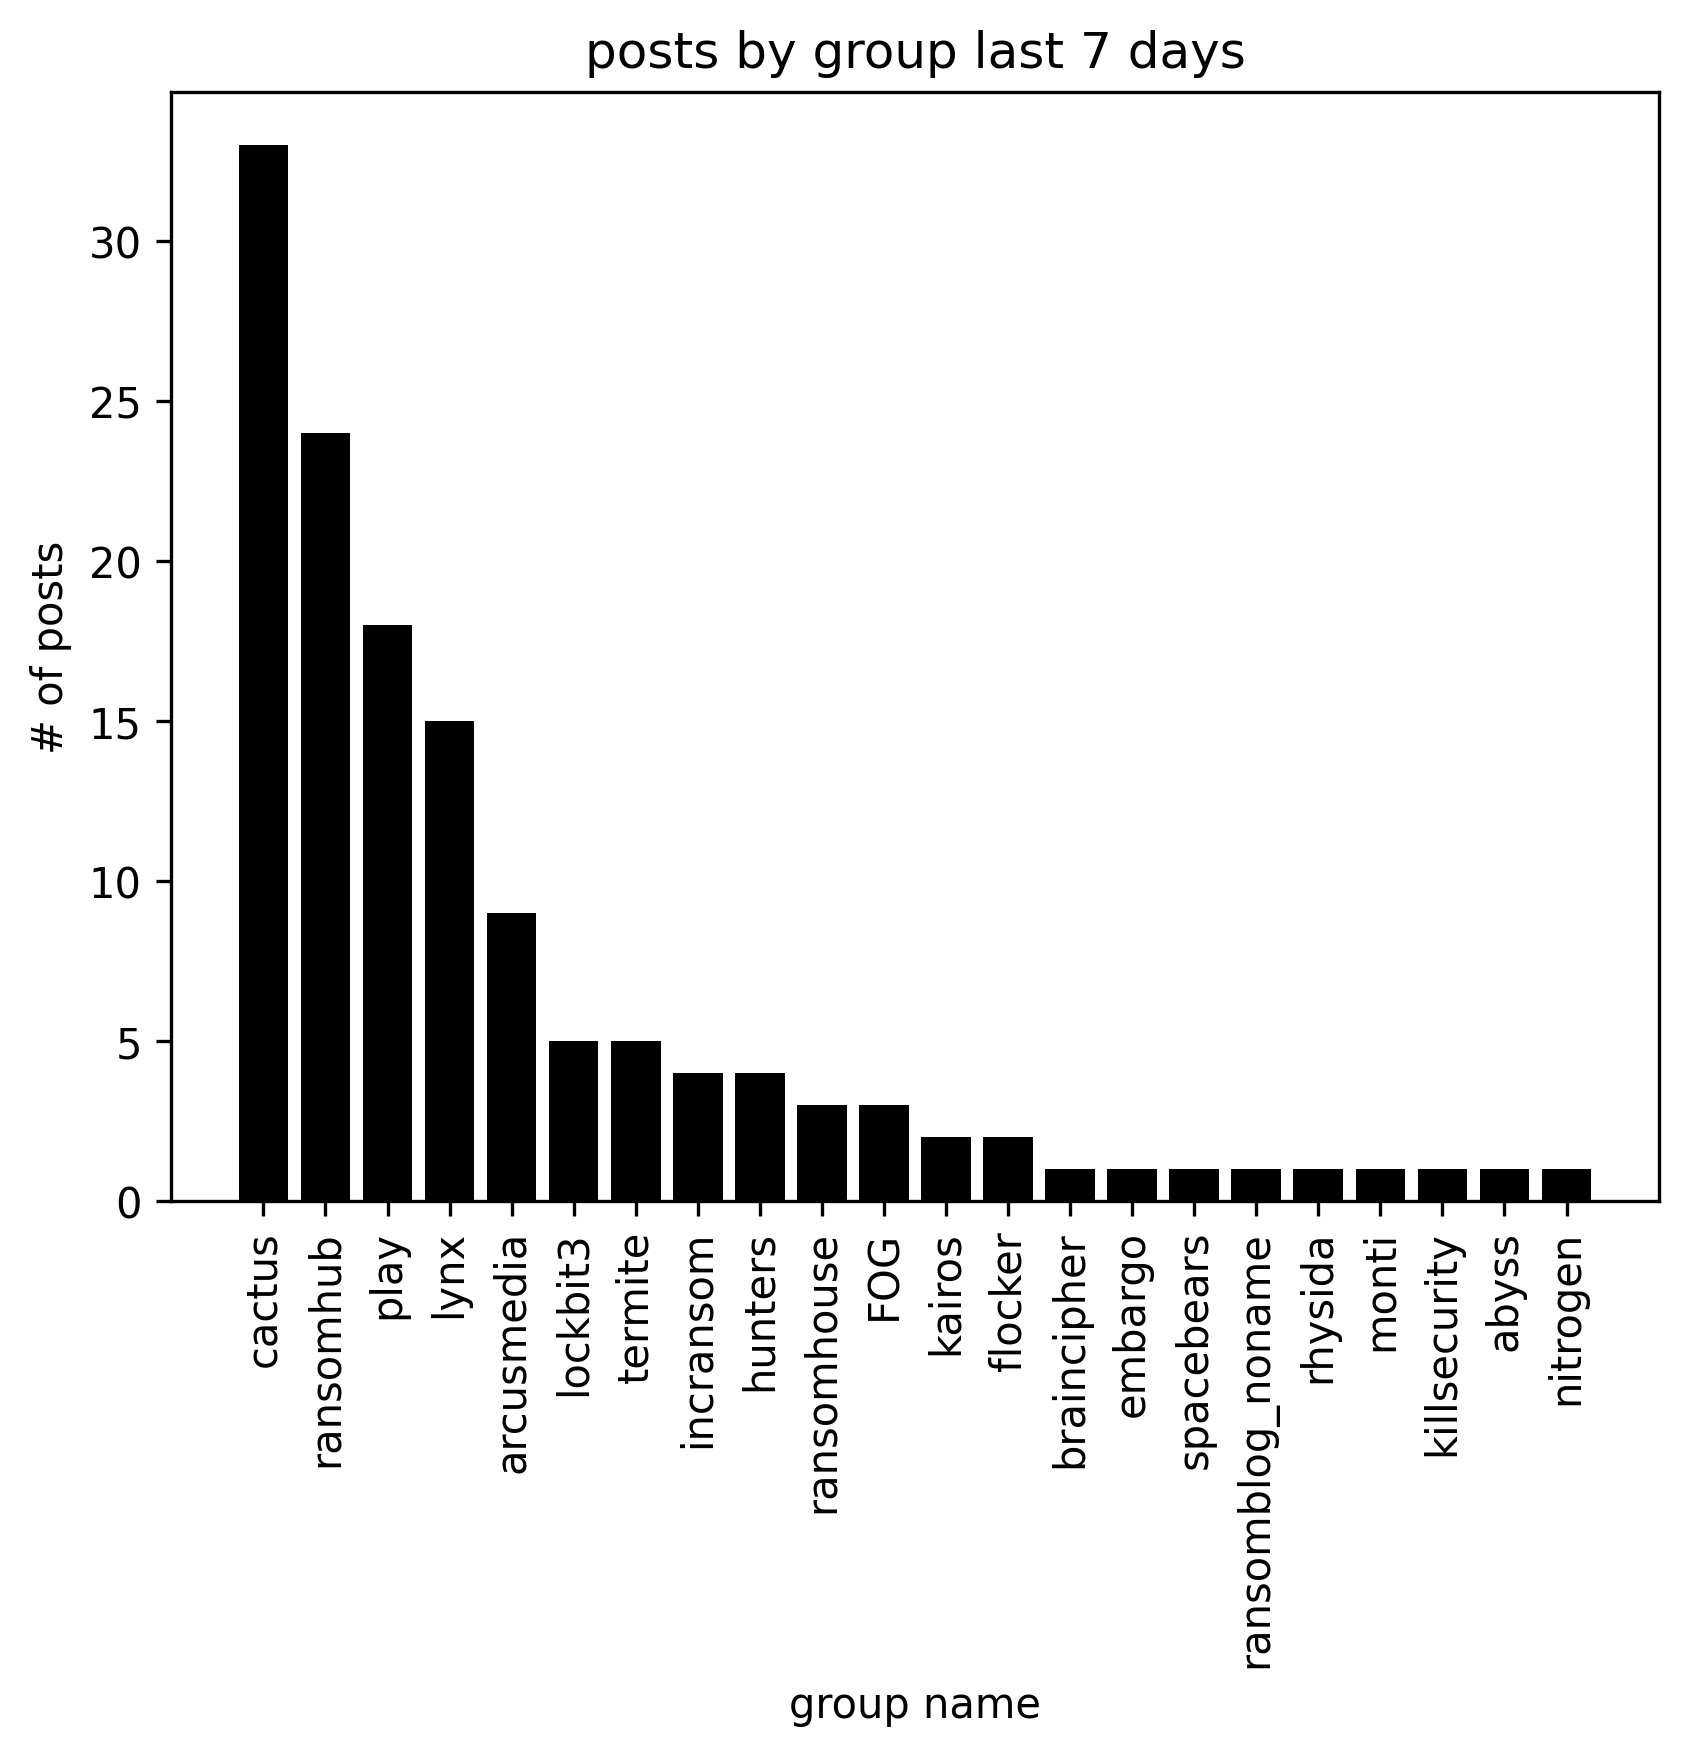 posts by group last 7 days
# of posts
30
25
20
15
10
5
0
cactus
ransomhub
play
lynx
arcusmedia
lockbit3
termite
incransom
hunters
ransomhouse
FOG
kairos
flocker
braincipher
embargo
spacebears
ransomblog_noname
rhysida
monti
killsecurity
abyss
nitrogen
group name